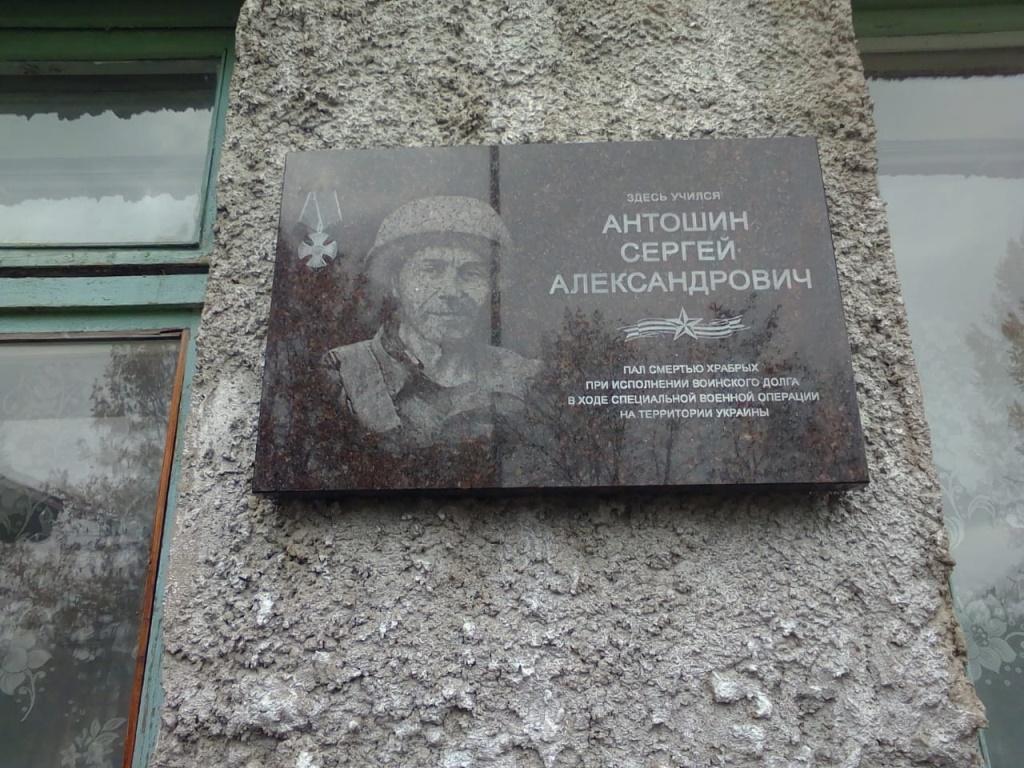 ЗДЕСЬ УЧИЛСЯ
АНТОШИН
СЕРГЕЙ
АЛЕКСАНДРОВИЧ
ПАЛ СМЕРТЬЮ ХРАБРЫХ
ПРИ ИСПОЛНЕНИИ ВОИНСКОГО ДОЛГА
В ХОДЕ СПЕЦИАЛЬНОЙ ВОЕННОЙ ОПЕРАЦИИ
НА ТЕРРИТОРИИ УКРАИНЫ